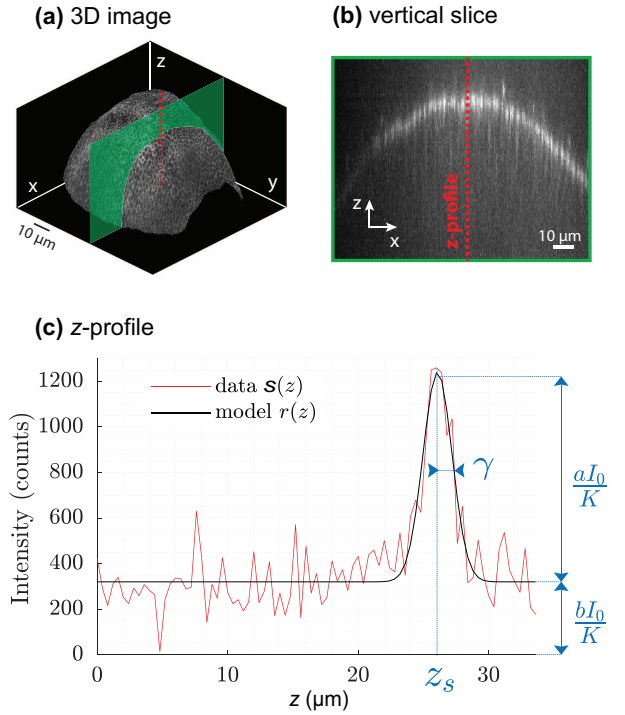 (a) 3D image
z
x
y
10 μm
(b) vertical slice
z
x
z-profile
10 μm
(c) z-profile
1200
1000
800
600
400
200
0
Intensity (counts)
data s(z)
model r(z)
γ
aI₀
K
bI₀
K
0
10
20
z_s
30
z (μm)